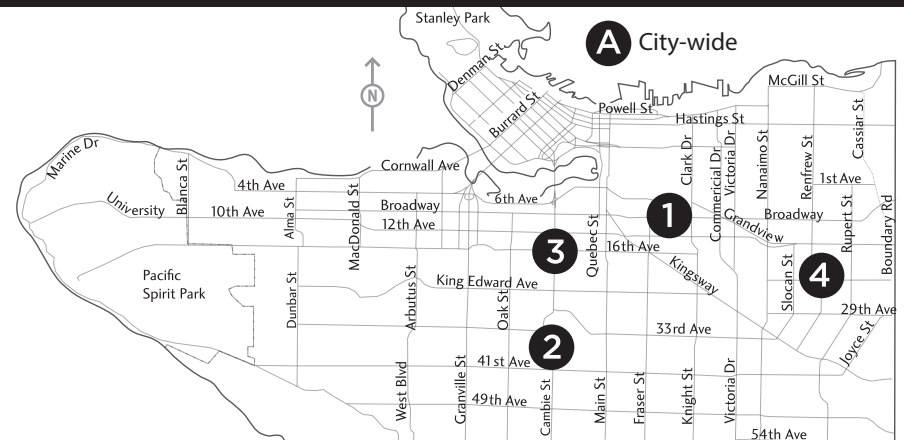 Stanley Park
A City-wide
Denman St
Burrard St
N
McGill St
Powell St
Hastings St
Cassiar St
Marine Dr
Blanca St
Cornwall Ave
Clark Dr
Commericial Dr
Victoria Dr
Nanaimo St
Renfrew St
1st Ave
4th Ave
University
10th Ave
Alma St
MacDonald St
Broadway
12th Ave
6th Ave
Quebec St
1
Grandview
Broadway
Rupert St
Boundary Rd
3
16th Ave
Kingsway
Slocan St
4
Pacific
Spirit Park
Dunbar St
Arbutus St
King Edward Ave
Oak St
29th Ave
33rd Ave
Joyce St
2
41st Ave
West Blvd
Granville St
49th Ave
Cambie St
Main St
Fraser St
Knight St
Victoria Dr
54th Ave